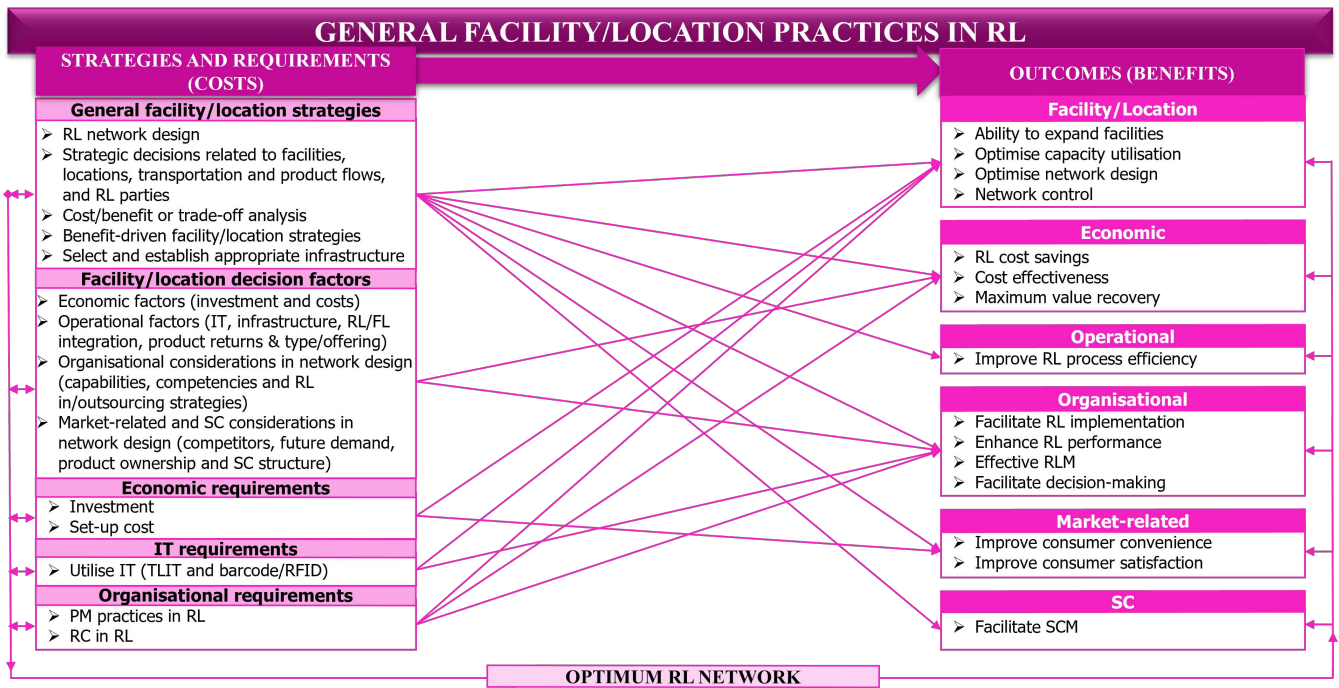 GENERAL FACILITY/LOCATION PRACTICES IN RL
STRATEGIES AND REQUIREMENTS
(COSTS)
General facility/location strategies
➢ RL network design
➢ Strategic decisions related to facilities,
locations, transportation and product flows,
and RL parties
➢ Cost/benefit or trade-off analysis
➢ Benefit-driven facility/location strategies
➢ Select and establish appropriate infrastructure
Facility/location decision factors
➢ Economic factors (investment and costs)
➢ Operational factors (IT, infrastructure, RL/FL
integration, product returns & type/offering)
➢ Organisational considerations in network design
(capabilities, competencies and RL
in/outsourcing strategies)
➢ Market-related and SC considerations in
network design (competitors, future demand,
product ownership and SC structure)
Economic requirements
➢ Investment
➢ Set-up cost
IT requirements
➢ Utilise IT (TLIT and barcode/RFID)
Organisational requirements
➢ PM practices in RL
➢ RC in RL
OUTCOMES (BENEFITS)
Facility/Location
➢ Ability to expand facilities
➢ Optimise capacity utilisation
➢ Optimise network design
➢ Network control
Economic
➢ RL cost savings
➢ Cost effectiveness
➢ Maximum value recovery
Operational
➢ Improve RL process efficiency
Organisational
➢ Facilitate RL implementation
➢ Enhance RL performance
➢ Effective RLM
➢ Facilitate decision-making
Market-related
➢ Improve consumer convenience
➢ Improve consumer satisfaction
SC
➢ Facilitate SCM
OPTIMUM RL NETWORK